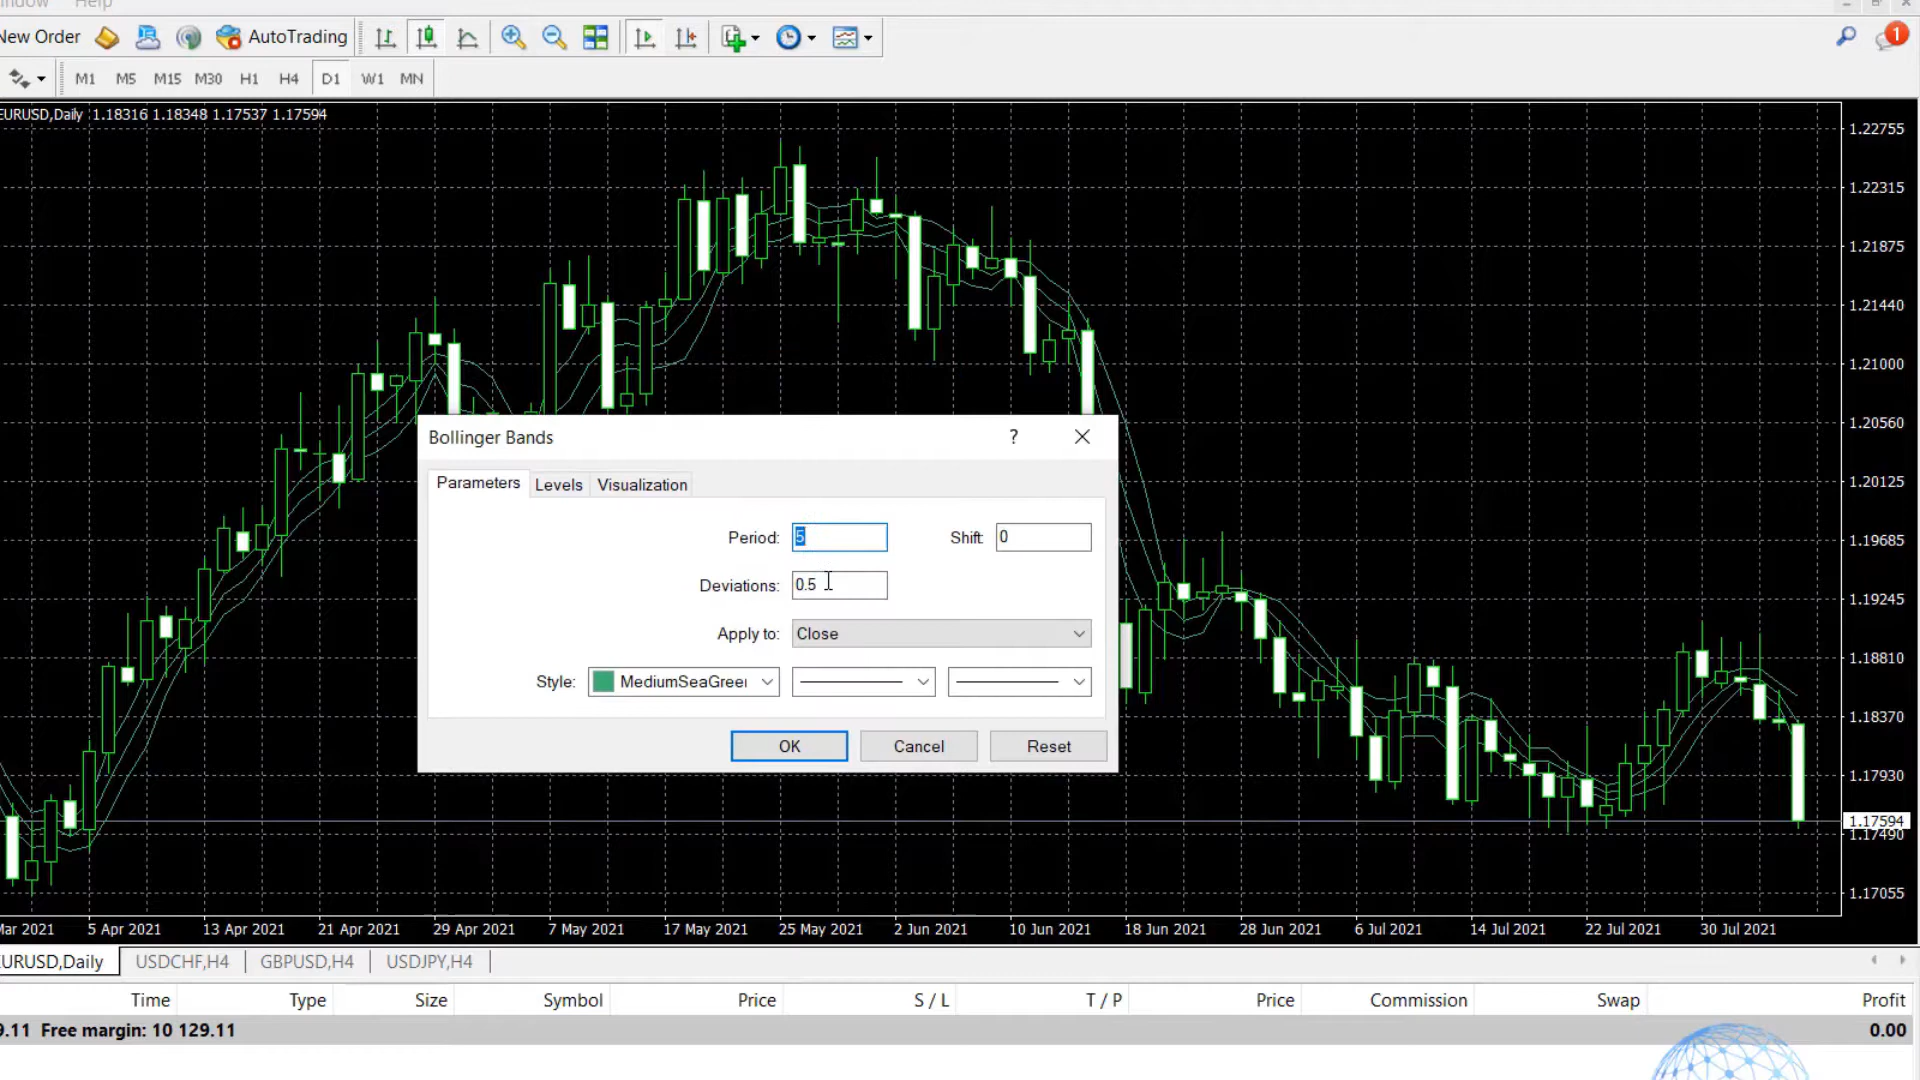 Help
New Order AutoTrading 1
M1 M5 M15 M30 H1 H4 D1 W1 MN
EURUSD,Daily 1.18316 1.18348 1.17537 1.17594
1.22755
1.22315
1.21875
1.21440
1.21000
1.20560
1.20125
1.19685
1.19245
1.18810
1.18370
1.17930
1.17594
1.17490
1.17055
Bollinger Bands ?
Parameters Levels Visualization
Period: 5 Shift: 0
Deviations: 0.5
Apply to: Close
Style: MediumSeaGree
OK Cancel Reset
Mar 2021 5 Apr 2021 13 Apr 2021 21 Apr 2021 29 Apr 2021 7 May 2021 17 May 2021 25 May 2021 2 Jun 2021 10 Jun 2021 18 Jun 2021 28 Jun 2021 6 Jul 2021 14 Jul 2021 22 Jul 2021 30 Jul 2021
EURUSD,Daily USDCHF,H4 GBPUSD,H4 USDJPY,H4
Time Type Size Symbol Price S / L T / P Price Commission Swap Profit
9.11 Free margin: 10 129.11 0.00